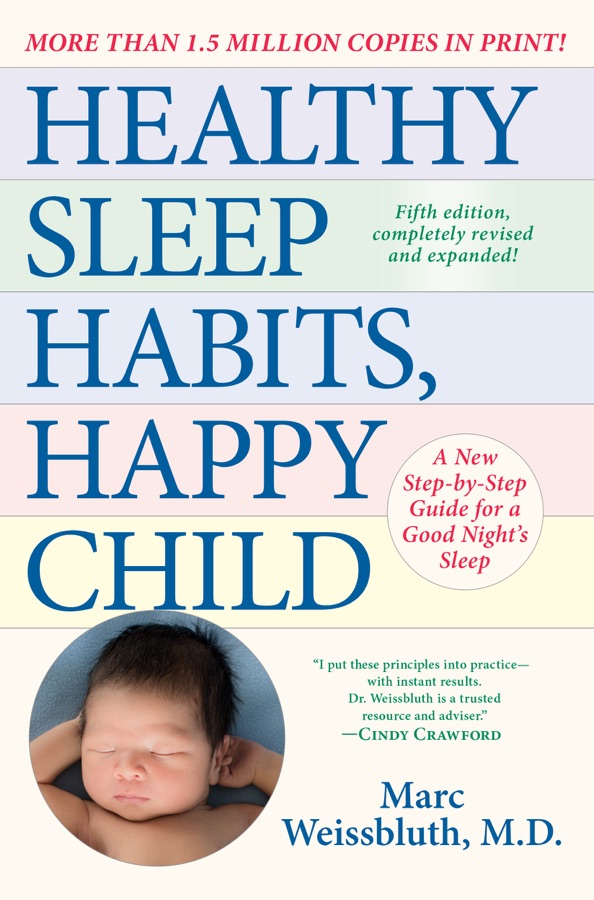 MORE THAN 1.5 MILLION COPIES IN PRINT!
HEALTHY
SLEEP
Fifth edition,
completely revised
and expanded!
HABITS,
HAPPY
CHILD
A New
Step-by-Step
Guide for a
Good Night's
Sleep
“I put these principles into practice—
with instant results.
Dr. Weissbluth is a trusted
resource and adviser.”
—CINDY CRAWFORD
Marc
Weissbluth, M.D.